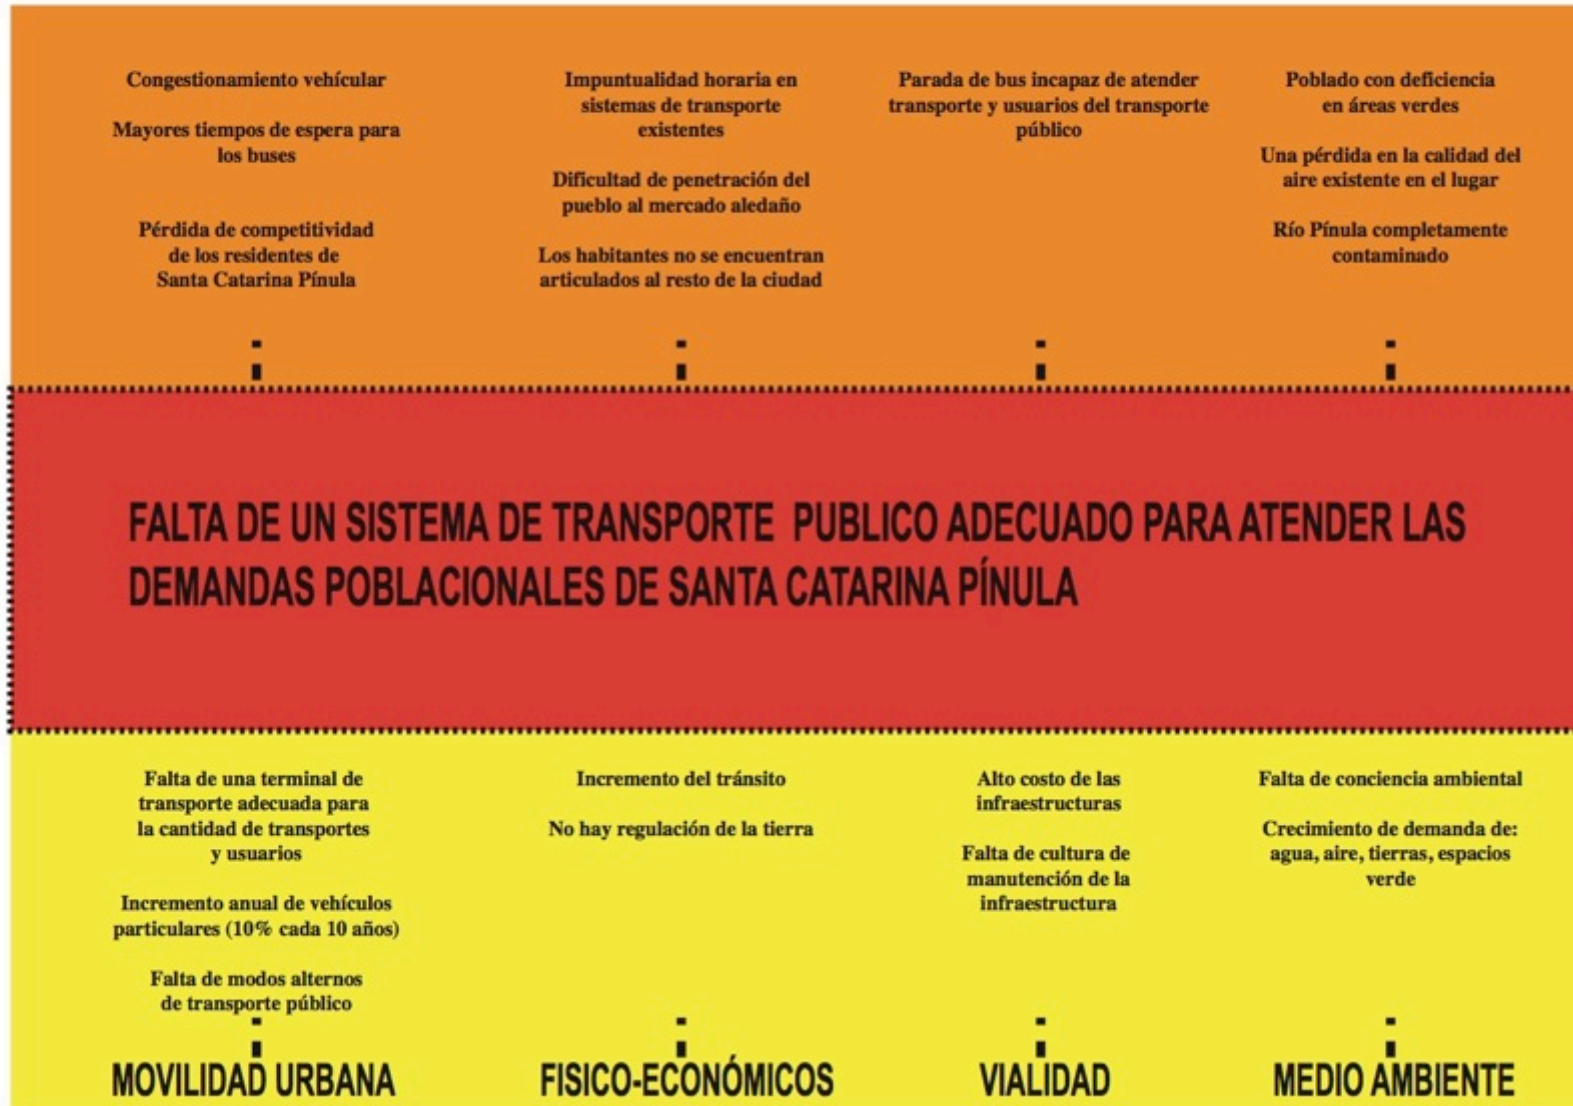 Congestionamiento vehícular
Mayores tiempos de espera para
los buses
Pérdida de competitividad
de los residentes de
Santa Catarina Pínula
Impuntualidad horaria en
sistemas de transporte
existentes
Dificultad de penetración del
pueblo al mercado aledaño
Los habitantes no se encuentran
articulados al resto de la ciudad
Parada de bus incapaz de atender
transporte y usuarios del transporte
público
Poblado con deficiencia
en áreas verdes
Una pérdida en la calidad del
aire existente en el lugar
Río Pínula completamente
contaminado
FALTA DE UN SISTEMA DE TRANSPORTE PUBLICO ADECUADO PARA ATENDER LAS
DEMANDAS POBLACIONALES DE SANTA CATARINA PÍNULA
Falta de una terminal de
transporte adecuada para
la cantidad de transportes
y usuarios
Incremento anual de vehículos
particulares (10% cada 10 años)
Falta de modos alternos
de transporte público
MOVILIDAD URBANA
Incremento del tránsito
No hay regulación de la tierra
FISICO-ECONÓMICOS
Alto costo de las
infraestructuras
Falta de cultura de
manutención de la
infraestructura
VIALIDAD
Falta de conciencia ambiental
Crecimiento de demanda de:
agua, aire, tierras, espacios
verde
MEDIO AMBIENTE